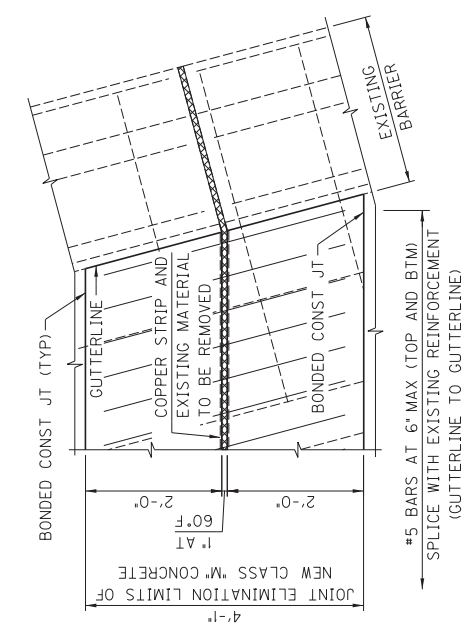 BONDED CONST JT (TYP)
GUTTERLINE
COPPER STRIP AND
EXISTING MATERIAL
TO BE REMOVED
BONDED CONST JT
EXISTING
BARRIER
#5 BARS AT 6" MAX (TOP AND BTM)
SPLICE WITH EXISTING REINFORCEMENT
(GUTTERLINE TO GUTTERLINE)
2'-0"
2'-0"
1" AT
60°F
4'-1"
JOINT ELIMINATION LIMITS OF
NEW CLASS "M" CONCRETE